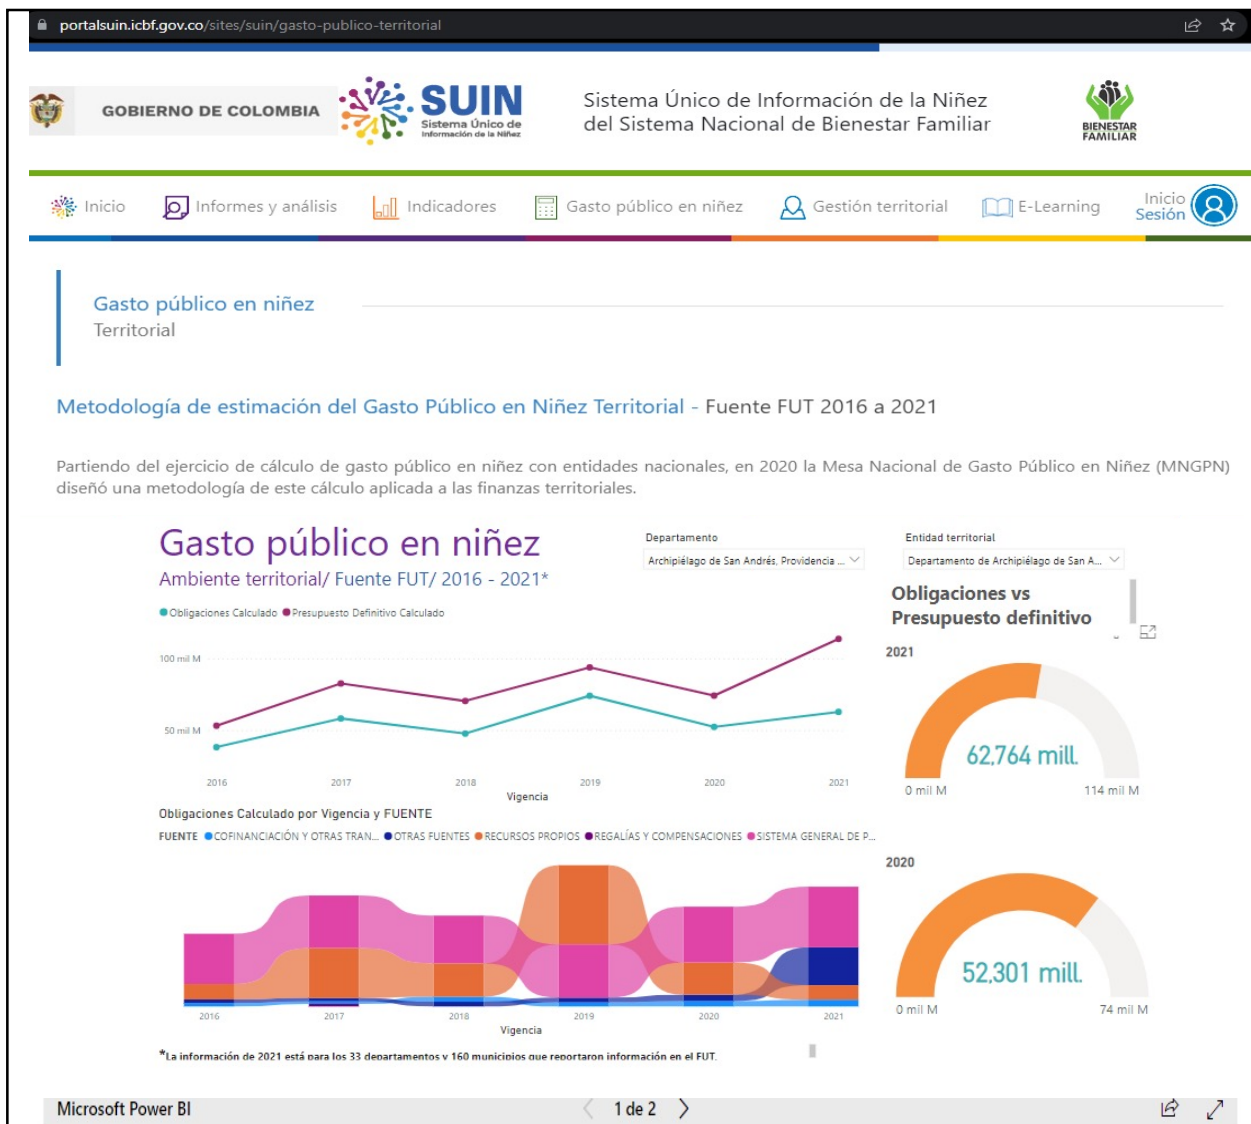 portalsuin.icbf.gov.co/sites/suin/gasto-publico-territorial
GOBIERNO DE COLOMBIA
SUIN
Sistema Único de
Información de la Niñez
Sistema Único de Información de la Niñez
del Sistema Nacional de Bienestar Familiar
BIENESTAR
FAMILIAR
Inicio
Informes y análisis
Indicadores
Gasto público en niñez
Gestión territorial
E-Learning
Inicio
Sesión
Gasto público en niñez
Territorial
Metodología de estimación del Gasto Público en Niñez Territorial - Fuente FUT 2016 a 2021
Partiendo del ejercicio de cálculo de gasto público en niñez con entidades nacionales, en 2020 la Mesa Nacional de Gasto Público en Niñez (MNGPN)
diseñó una metodología de este cálculo aplicada a las finanzas territoriales.
Gasto público en niñez
Ambiente territorial/ Fuente FUT/ 2016 - 2021*
Departamento
Archipiélago de San Andrés, Providencia ...
Entidad territorial
Departamento de Archipiélago de San A...
Obligaciones Calculado Presupuesto Definitivo Calculado
100 mil M
50 mil M
2016 2017 2018 2019 2020 2021
Vigencia
Obligaciones vs
Presupuesto definitivo
2021
62,764 mill.
0 mil M 114 mil M
Obligaciones Calculado por Vigencia y FUENTE
FUENTE COFINANCIACIÓN Y OTRAS TRAN... OTRAS FUENTES RECURSOS PROPIOS REGALÍAS Y COMPENSACIONES SISTEMA GENERAL DE P...
2016 2017 2018 2019 2020 2021
Vigencia
2020
52,301 mill.
0 mil M 74 mil M
*La información de 2021 está para los 33 departamentos y 160 municipios que reportaron información en el FUT.
Microsoft Power BI
1 de 2